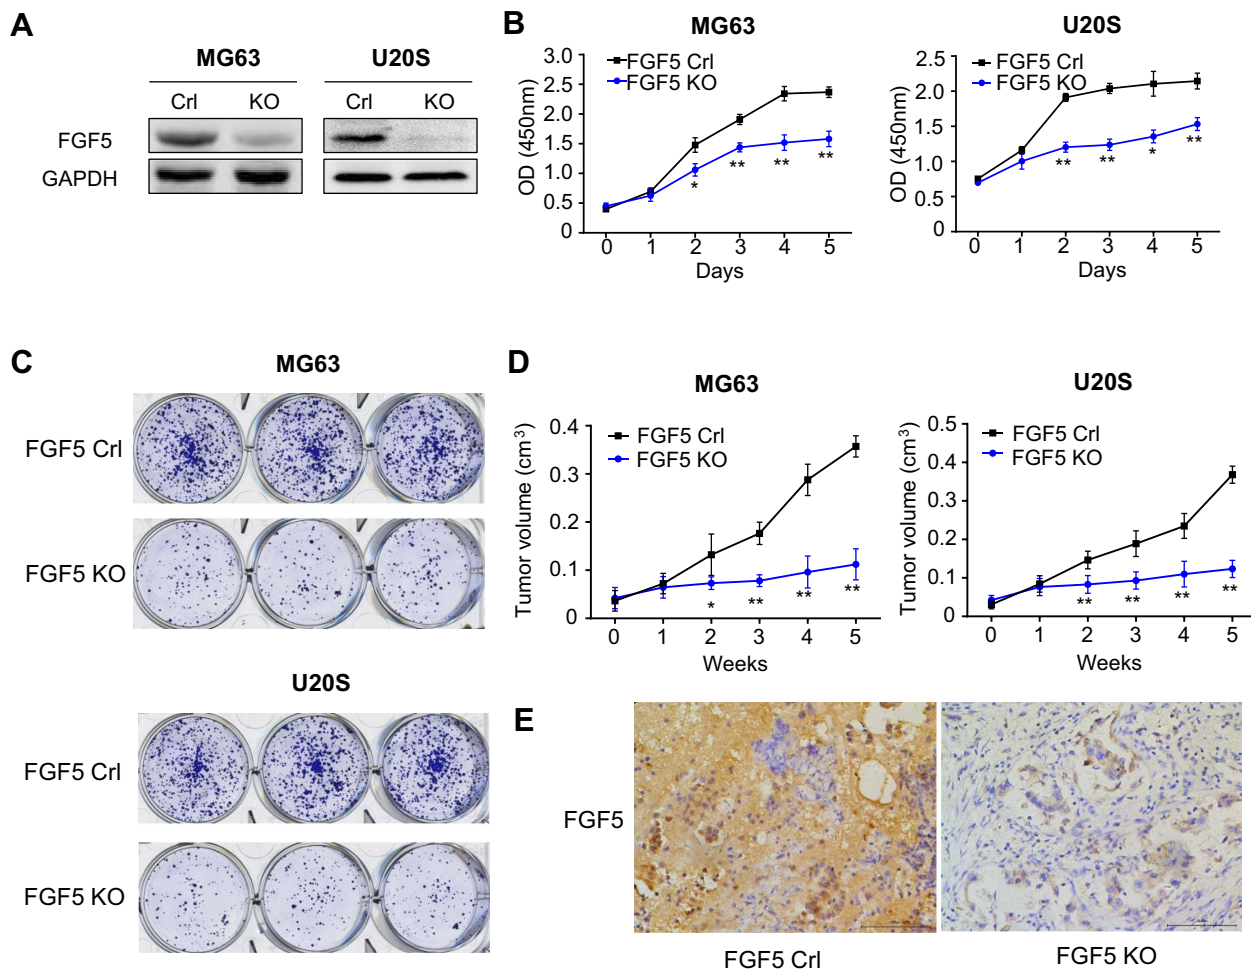 A
MG63
U20S
Crl
KO
Crl
KO
FGF5
GAPDH
B
MG63
3.0
2.5
2.0
1.5
1.0
0.5
0
OD (450nm)
FGF5 Crl
FGF5 KO
*
**
**
**
0 1 2 3 4 5
Days
U20S
2.5
2.0
1.5
1.0
0.5
0
OD (450nm)
FGF5 Crl
FGF5 KO
**
**
*
**
0 1 2 3 4 5
Days
C
MG63
FGF5 Crl
FGF5 KO
U20S
FGF5 Crl
FGF5 KO
D
MG63
0.4
0.3
0.2
0.1
0
Tumor volume (cm³)
FGF5 Crl
FGF5 KO
*
**
**
**
0 1 2 3 4 5
Weeks
U20S
0.5
0.4
0.3
0.2
0.1
0
Tumor volume (cm³)
FGF5 Crl
FGF5 KO
**
**
**
**
0 1 2 3 4 5
Weeks
E
FGF5
FGF5 Crl
FGF5 KO